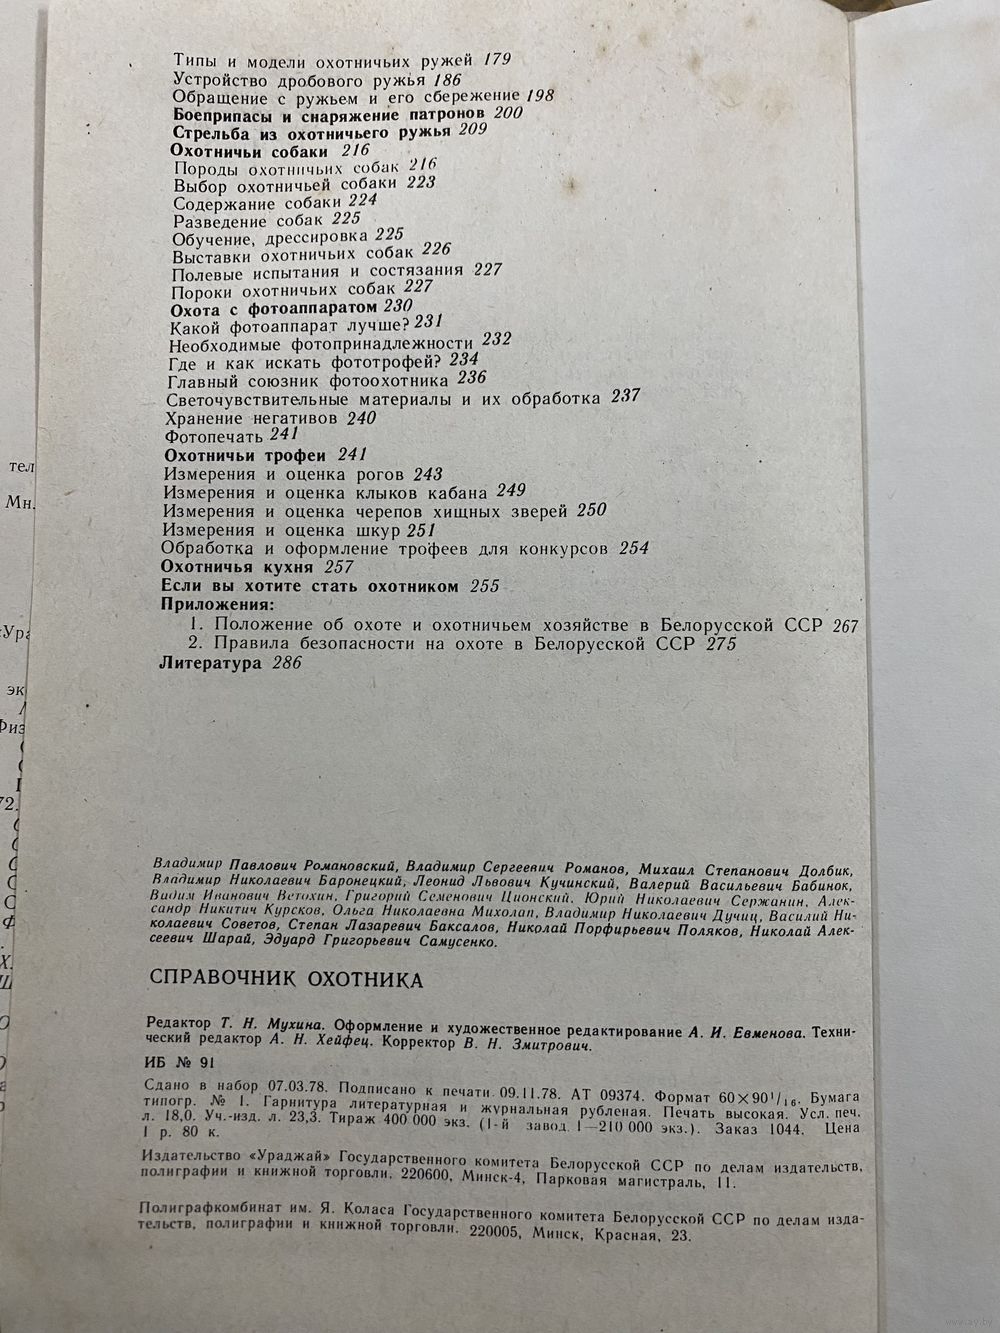 Типы и модели охотничьих ружей 179
Устройство дробового ружья 186
Обращение с ружьем и его сбережение 198
Боеприпасы и снаряжение патронов 200
Стрельба из охотничьего ружья 209
Охотничьи собаки 216
Породы охотничьих собак 216
Выбор охотничьей собаки 223
Содержание собаки 224
Разведение собак 225
Обучение, дрессировка 225
Выставки охотничьих собак 226
Полевые испытания и состязания 227
Пороки охотничьих собак 227
Охота с фотоаппаратом 230
Какой фотоаппарат лучше? 231
Необходимые фотопринадлежности 232
Где и как искать фототрофей? 234
Главный союзник фотоохотника 236
Светочувствительные материалы и их обработка 237
Хранение негативов 240
Фотопечать 241
Охотничьи трофеи 241
Измерения и оценка рогов 243
Измерения и оценка клыков кабана 249
Измерения и оценка черепов хищных зверей 250
Измерения и оценка шкур 251
Обработка и оформление трофеев для конкурсов 254
Охотничья кухня 257
Если вы хотите стать охотником 255
Приложения:
1. Положение об охоте и охотничьем хозяйстве в Белорусской ССР 267
2. Правила безопасности на охоте в Белорусской ССР 275
Литература 286
Владимир Павлович Романовский, Владимир Сергеевич Романов, Михаил Степанович Долбик,
Владимир Николаевич Баронецкий, Леонид Львович Кучинский, Валерий Васильевич Бабинок,
Вадим Иванович Ветохин, Григорий Семенович Ционский, Юрий Николаевич Сержанин, Алек-
сандр Никитич Курсков, Ольга Николаевна Михолап, Владимир Николаевич Дучиц, Василий Ни-
колаевич Советов, Степан Лазаревич Баксалов, Николай Порфирьевич Поляков, Николай Алек-
сеевич Шарай, Эдуард Григорьевич Самусенко.
СПРАВОЧНИК ОХОТНИКА
Редактор Т. Н. Мухина. Оформление и художественное редактирование А. И. Евменова. Техни-
ческий редактор А. Н. Хейфец. Корректор В. Н. Змитрович.
ИБ № 91
Сдано в набор 07.03.78. Подписано к печати 09.11.78. АТ 09374. Формат 60×90¹/₁₆. Бумага
типогр. № 1. Гарнитура литературная и журнальная рубленая. Печать высокая. Усл. печ.
л. 18,0. Уч.-изд. л. 23,3. Тираж 400 000 экз. (1-й завод 1—210 000 экз.). Заказ 1044. Цена
1 р. 80 к.
Издательство «Ураджай» Государственного комитета Белорусской ССР по делам издательств,
полиграфии и книжной торговли. 220600, Минск-4, Парковая магистраль, 11.
Полиграфкомбинат им. Я. Коласа Государственного комитета Белорусской ССР по делам изда-
тельств, полиграфии и книжной торговли. 220005, Минск, Красная, 23.
тел
Мн.
«Ура
эк
Физ
72.
www.ay.by